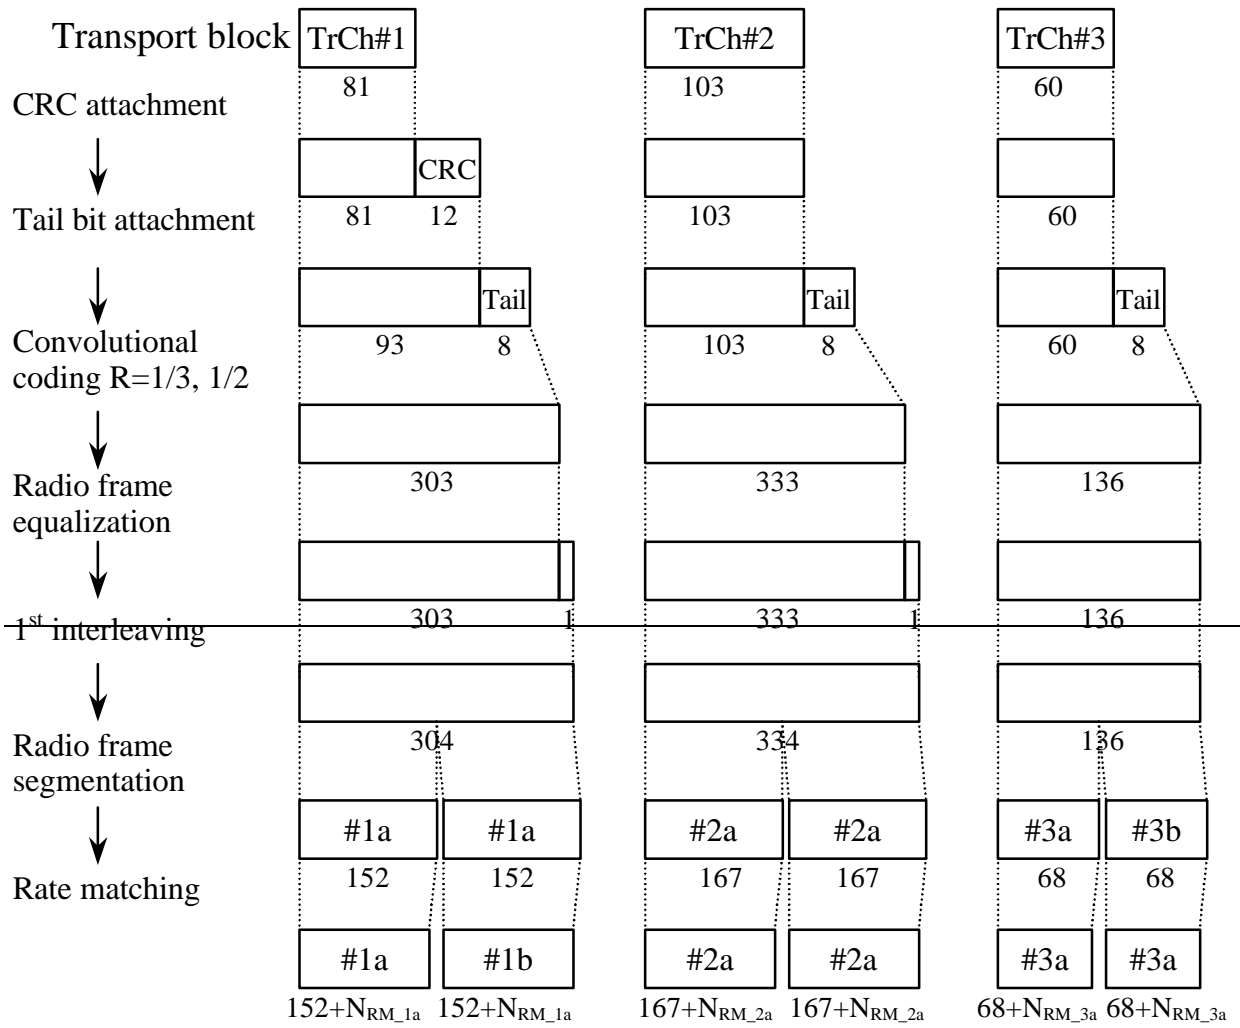 Transport block TrCh#1 TrCh#2 TrCh#3
81 103 60
CRC attachment
CRC
81 12 103 60
Tail bit attachment
Tail Tail Tail
93 8 103 8 60 8
Convolutional
coding R=1/3, 1/2
303 333 136
Radio frame
equalization
303 1 333 1 136
1st interleaving
304 334 136
Radio frame
segmentation
#1a #1a #2a #2a #3a #3b
152 152 167 167 68 68
Rate matching
#1a #1b #2a #2a #3a #3a
152+NRM_1a 152+NRM_1a 167+NRM_2a 167+NRM_2a 68+NRM_3a 68+NRM_3a